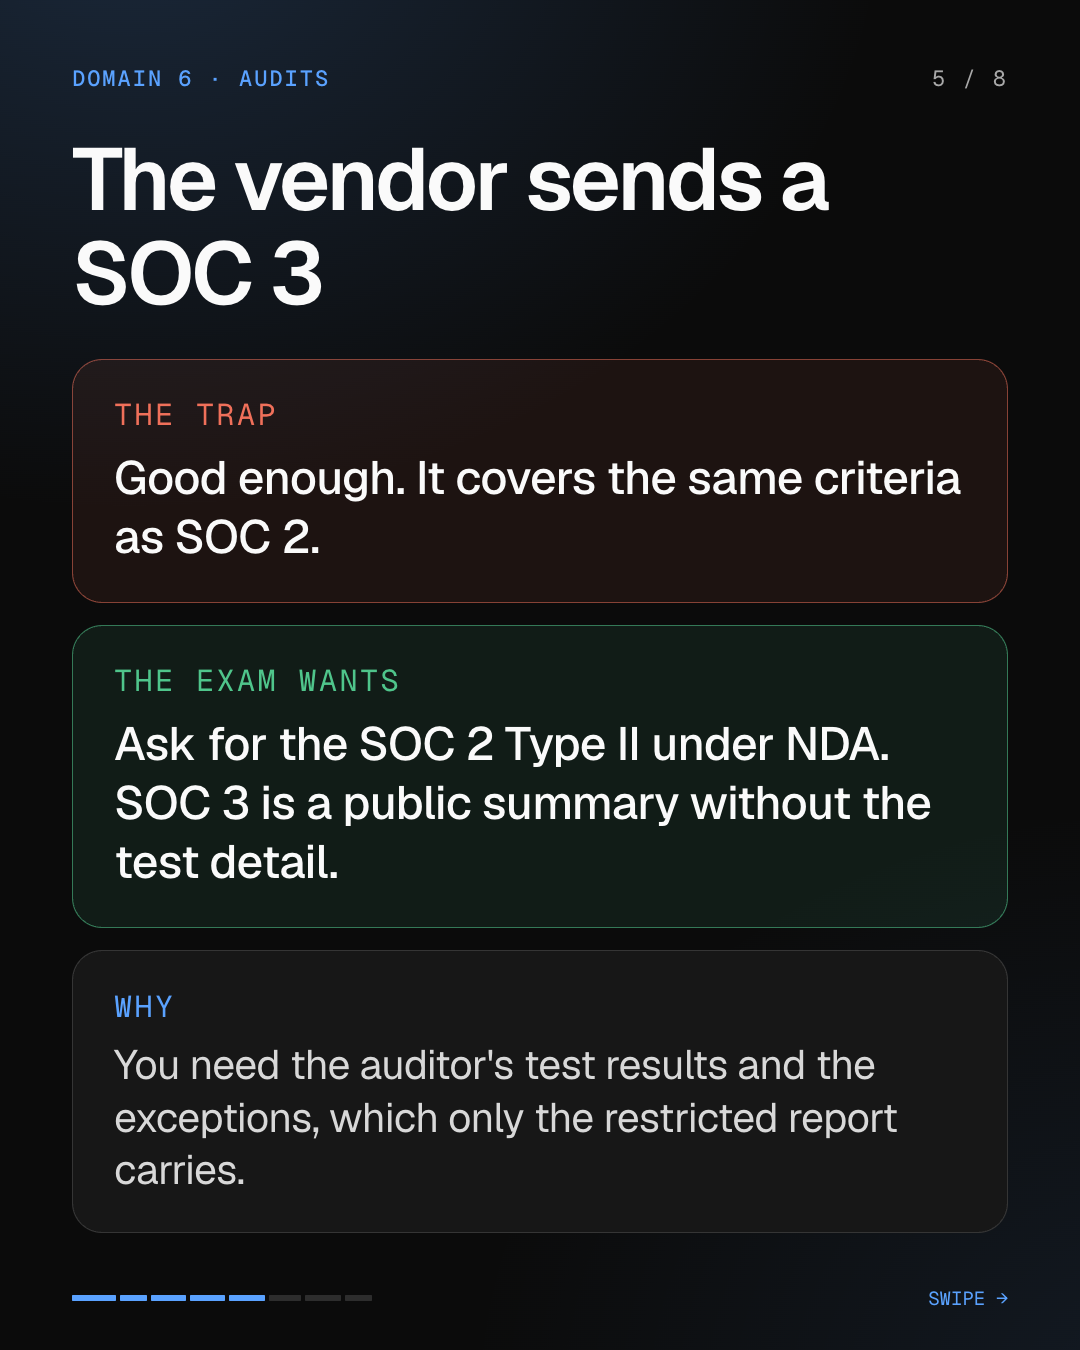 DOMAIN 6 · AUDITS
5 / 8
The vendor sends a
SOC 3
THE TRAP
Good enough. It covers the same criteria
as SOC 2.
THE EXAM WANTS
Ask for the SOC 2 Type II under NDA.
SOC 3 is a public summary without the
test detail.
WHY
You need the auditor's test results and the
exceptions, which only the restricted report
carries.
SWIPE →